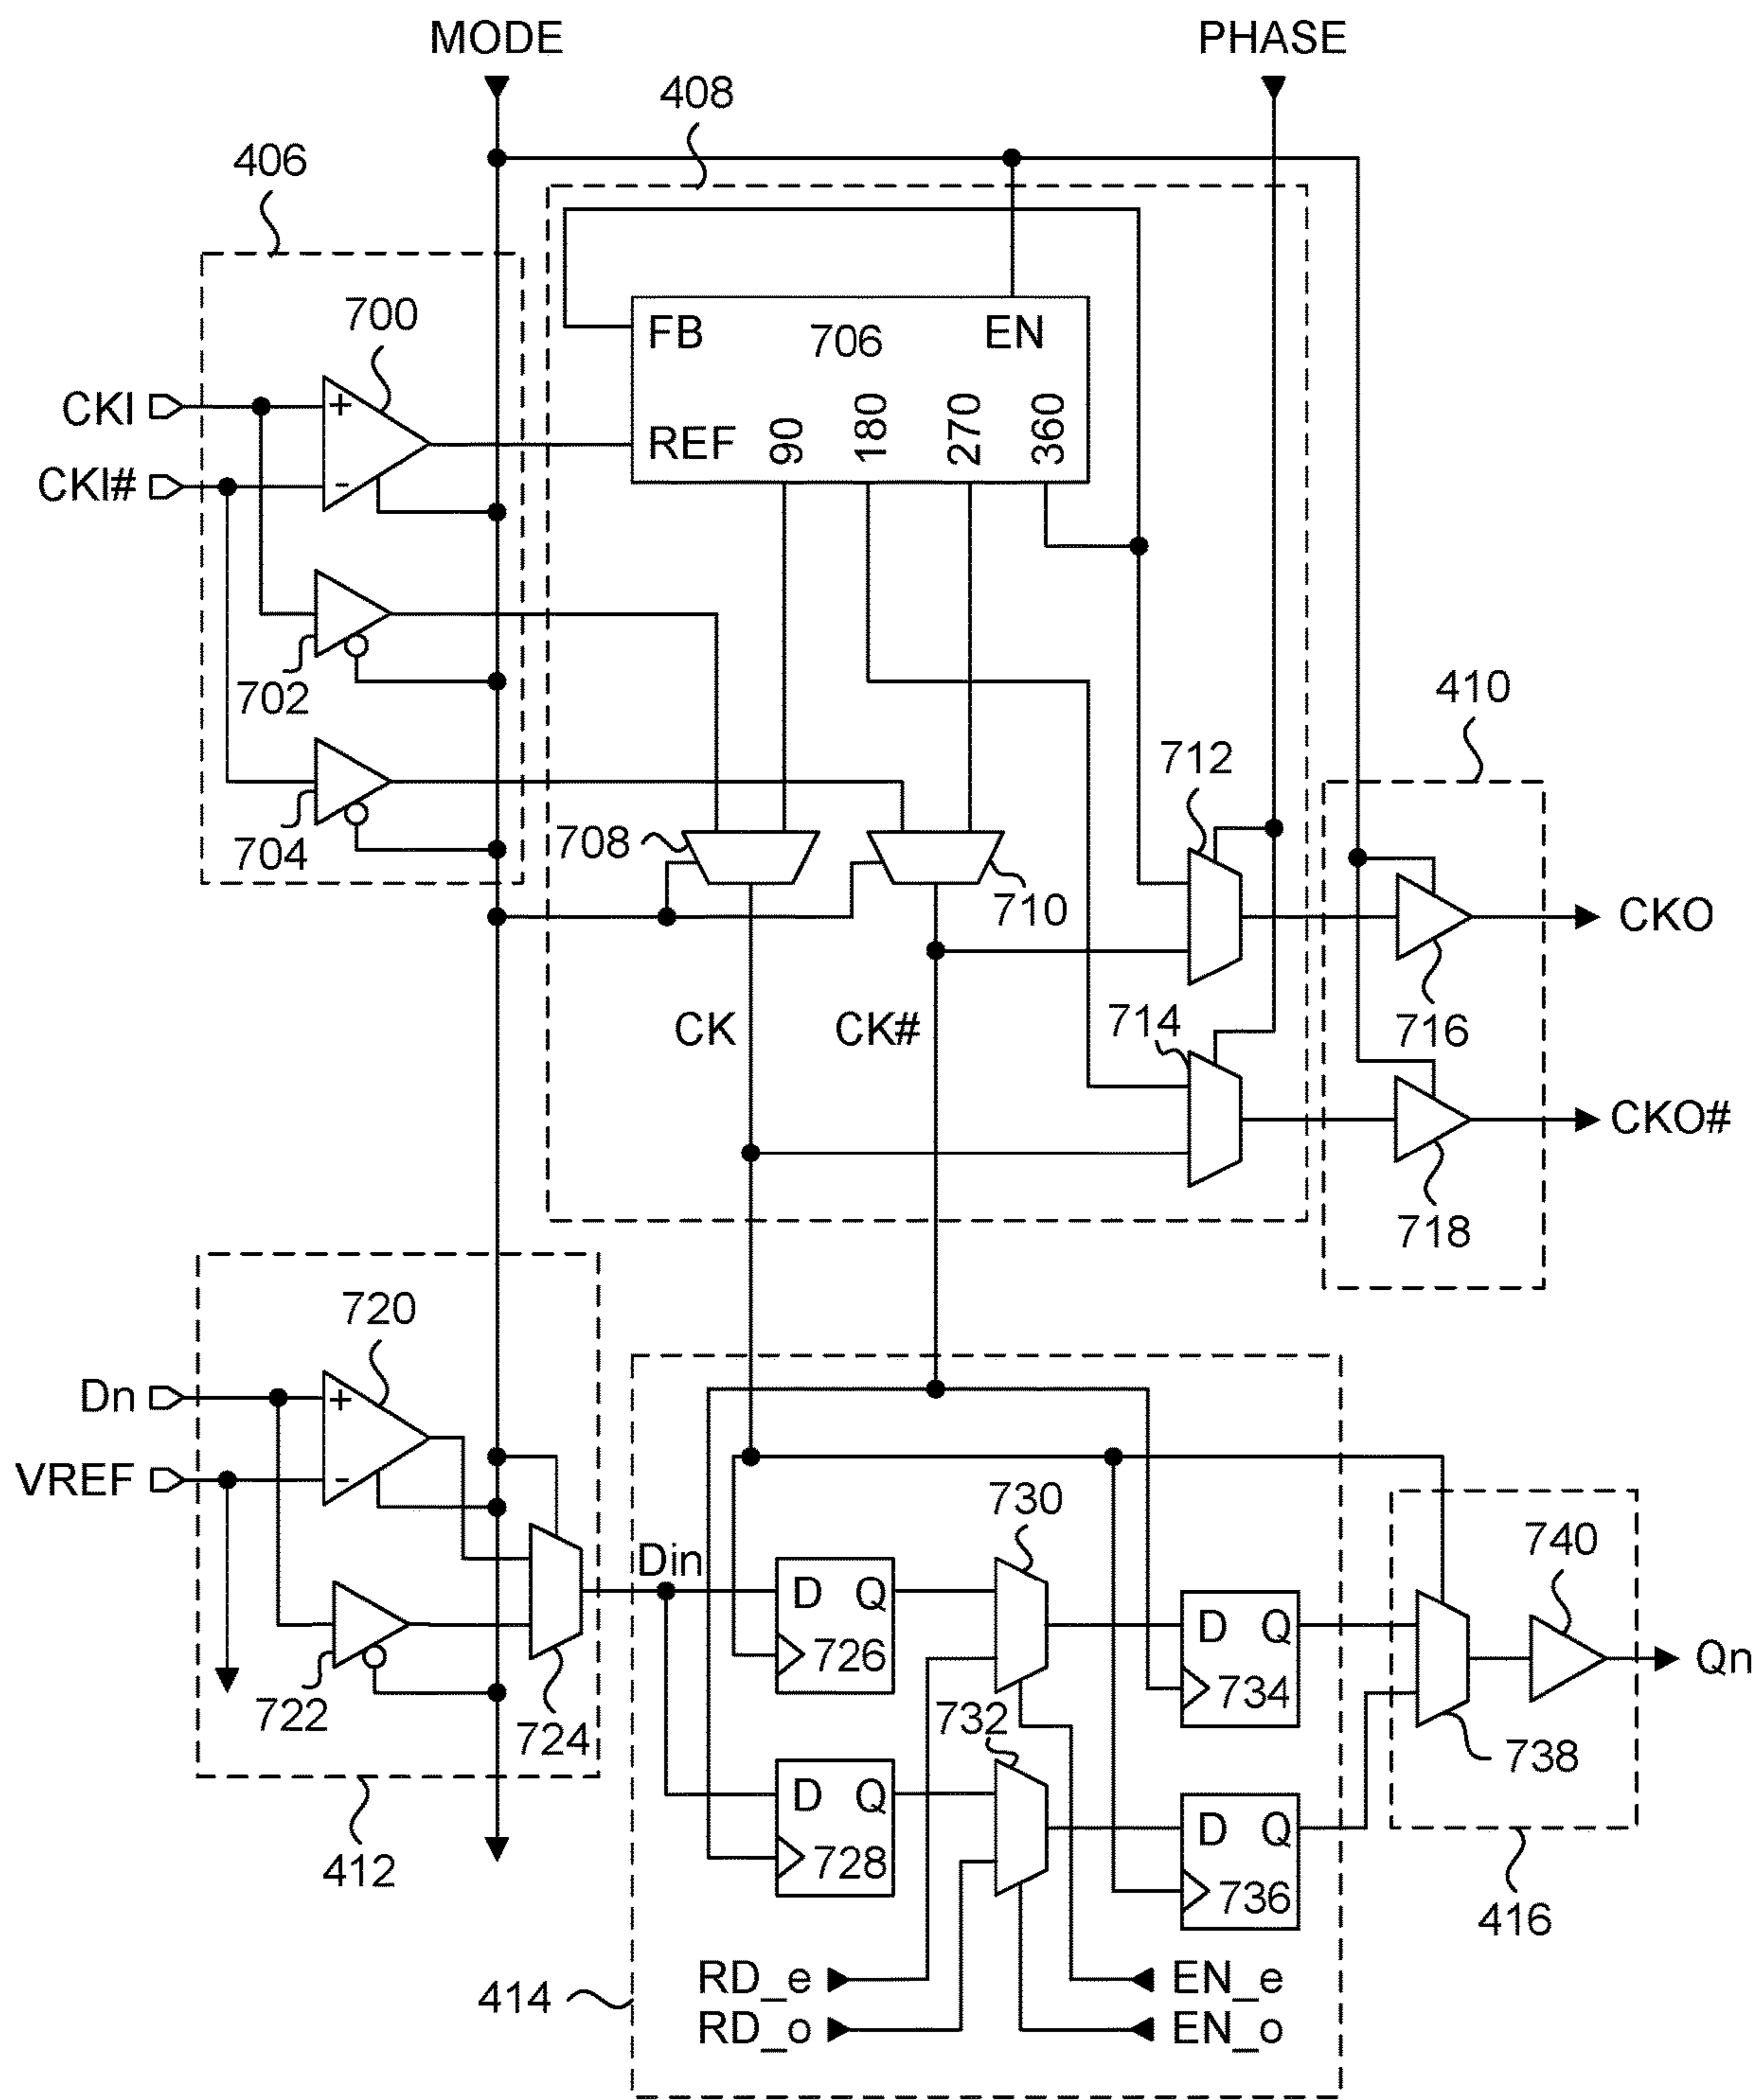 MODE
PHASE
408
406
700
FB
706
EN
CKI
+
REF
90
180
270
360
CKI#
-
702
410
712
704
708
710
CKO
CK
CK#
714
716
CKO#
718
720
Dn
+
730
VREF
-
740
Din
D
Q
726
D
Q
734
Qn
722
724
732
738
D
Q
728
D
Q
736
412
416
RD_e
EN_e
414
RD_o
EN_o